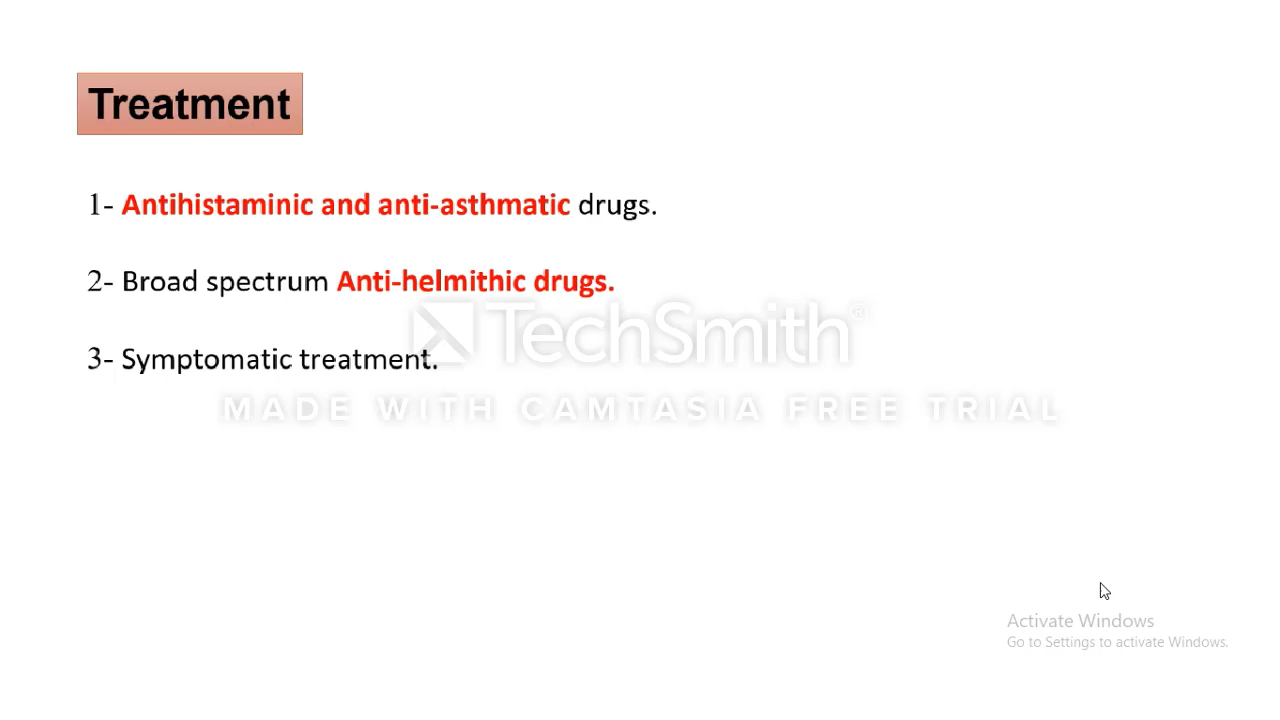 Treatment
1- Antihistaminic and anti-asthmatic drugs.
2- Broad spectrum Anti-helmithic drugs.
TechSmith®
3- Symptomatic treatment.
MADE WITH CAMTASIA FREE TRIAL
Activate Windows
Go to Settings to activate Windows.